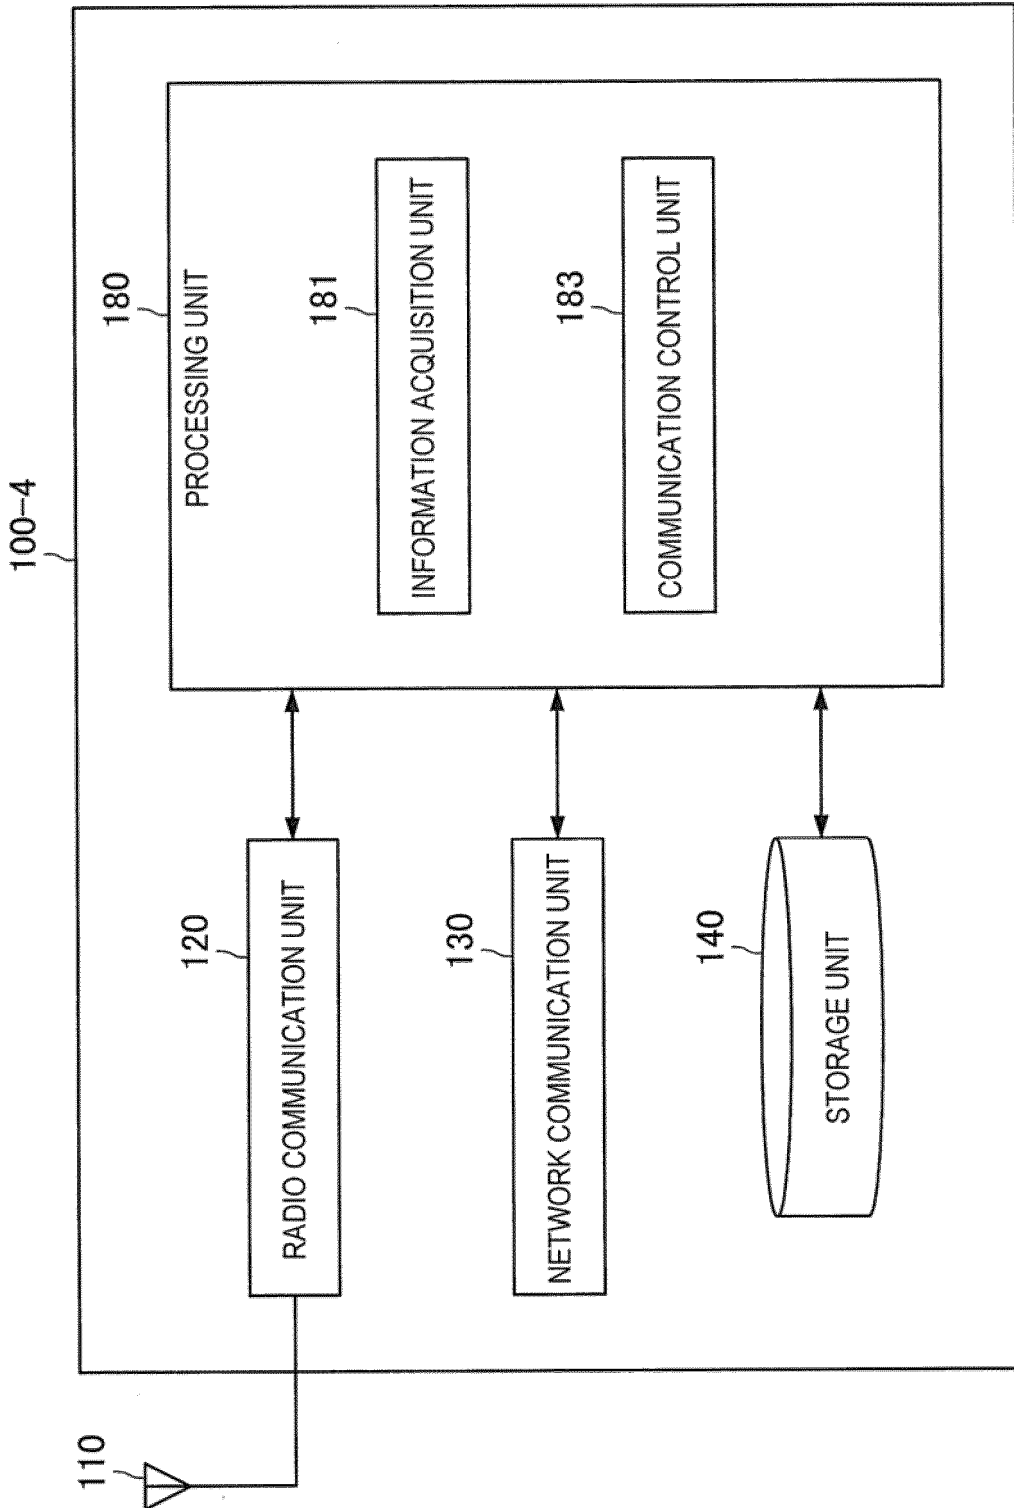 100-4
110
120
RADIO COMMUNICATION UNIT
130
NETWORK COMMUNICATION UNIT
140
STORAGE UNIT
180
PROCESSING UNIT
181
INFORMATION ACQUISITION UNIT
183
COMMUNICATION CONTROL UNIT